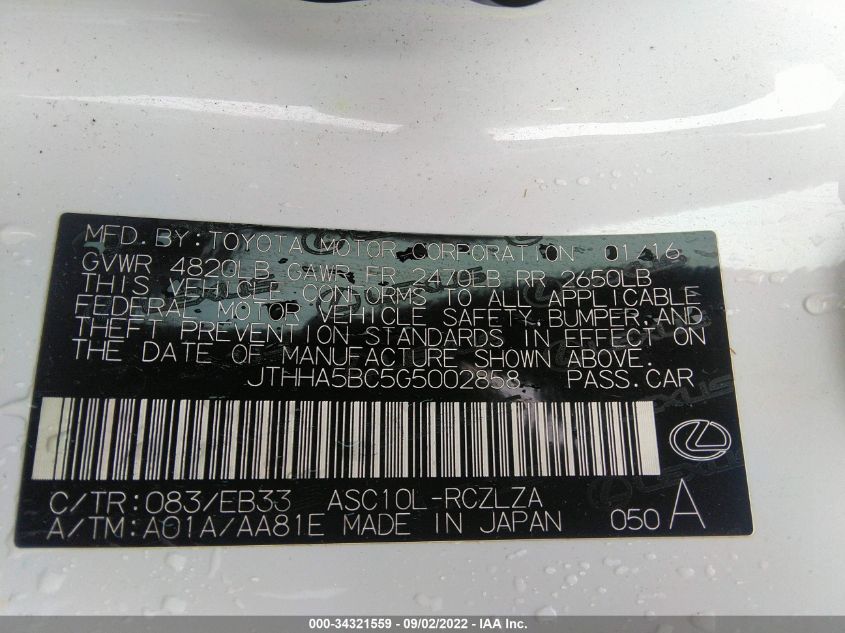 MFD. BY: TOYOTA MOTOR CORPORATION 01/16
GVWR 4820LB GAWR FR 2470LB RR 2650LB
THIS VEHICLE CONFORMS TO ALL APPLICABLE
FEDERAL MOTOR VEHICLE SAFETY, BUMPER, AND
THEFT PREVENTION STANDARDS IN EFFECT ON
THE DATE OF MANUFACTURE SHOWN ABOVE.
JTHHA5BC5G5002858 PASS. CAR
C/TR: 083/EB33 ASC10L-RCZLZA
A/TM: A01A/AA81E MADE IN JAPAN 050 A
LEXUS
000-34321559 - 09/02/2022 - IAA Inc.